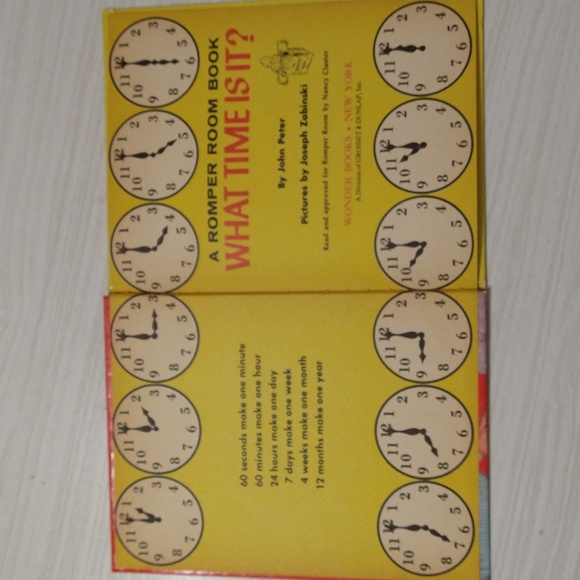 60 seconds make one minute
60 minutes make one hour
24 hours make one day
7 days make one week
4 weeks make one month
12 months make one year
A ROMPER ROOM BOOK
WHAT TIME IS IT?
By John Peter
Pictures by Joseph Zabinski
Read and approved for Romper Room by Nancy Claster
WONDER BOOKS • NEW YORK
A Division of GROSSET & DUNLAP, Inc.